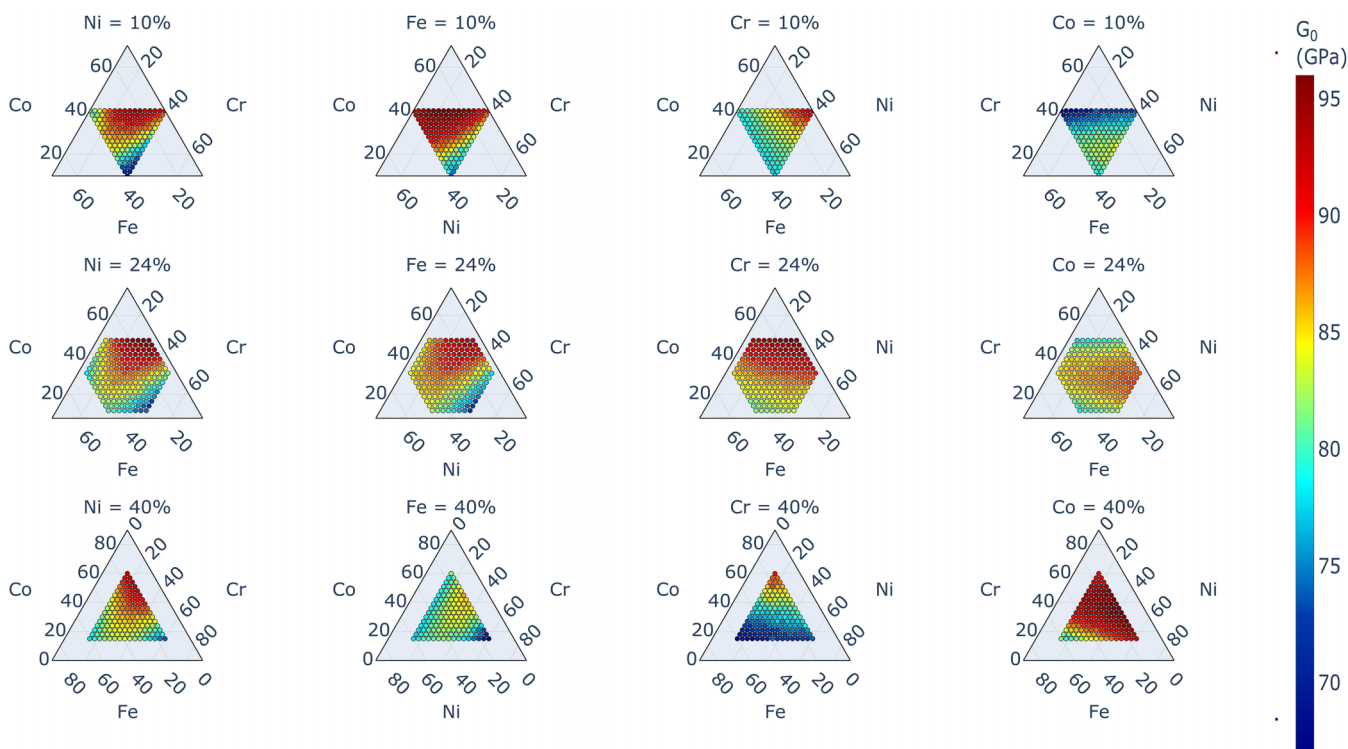 Ni = 10% Fe = 10% Cr = 10% Co = 10% G₀
(GPa)
60 20 60 20 60 20 60 20
95
Co 40 40 Cr Co 40 40 Cr Co 40 40 Ni Cr 40 40 Ni
20 60 20 60 20 60 20 60
60 40 20 60 40 20 60 40 20 60 40 20
90
Fe Ni Fe Fe
Ni = 24% Fe = 24% Cr = 24% Co = 24%
60 20 60 20 60 20 60 20
85
Co 40 40 Cr Co 40 40 Cr Co 40 40 Ni Cr 40 40 Ni
20 60 20 60 20 60 20 60
60 40 20 60 40 20 60 40 20 60 40 20
80
Fe Ni Fe Fe
Ni = 40% Fe = 40% Cr = 40% Co = 40%
0 0 0 0
80 20 80 20 80 20 80 20
75
60 40 60 40 60 40 60 40
Co Cr Co Cr Co Ni Cr Ni
40 60 40 60 40 60 40 60
20 80 20 80 20 80 20 80
0 0 0 0
80 60 40 20 0 80 60 40 20 0 80 60 40 20 0 80 60 40 20 0
70
Fe Ni Fe Fe